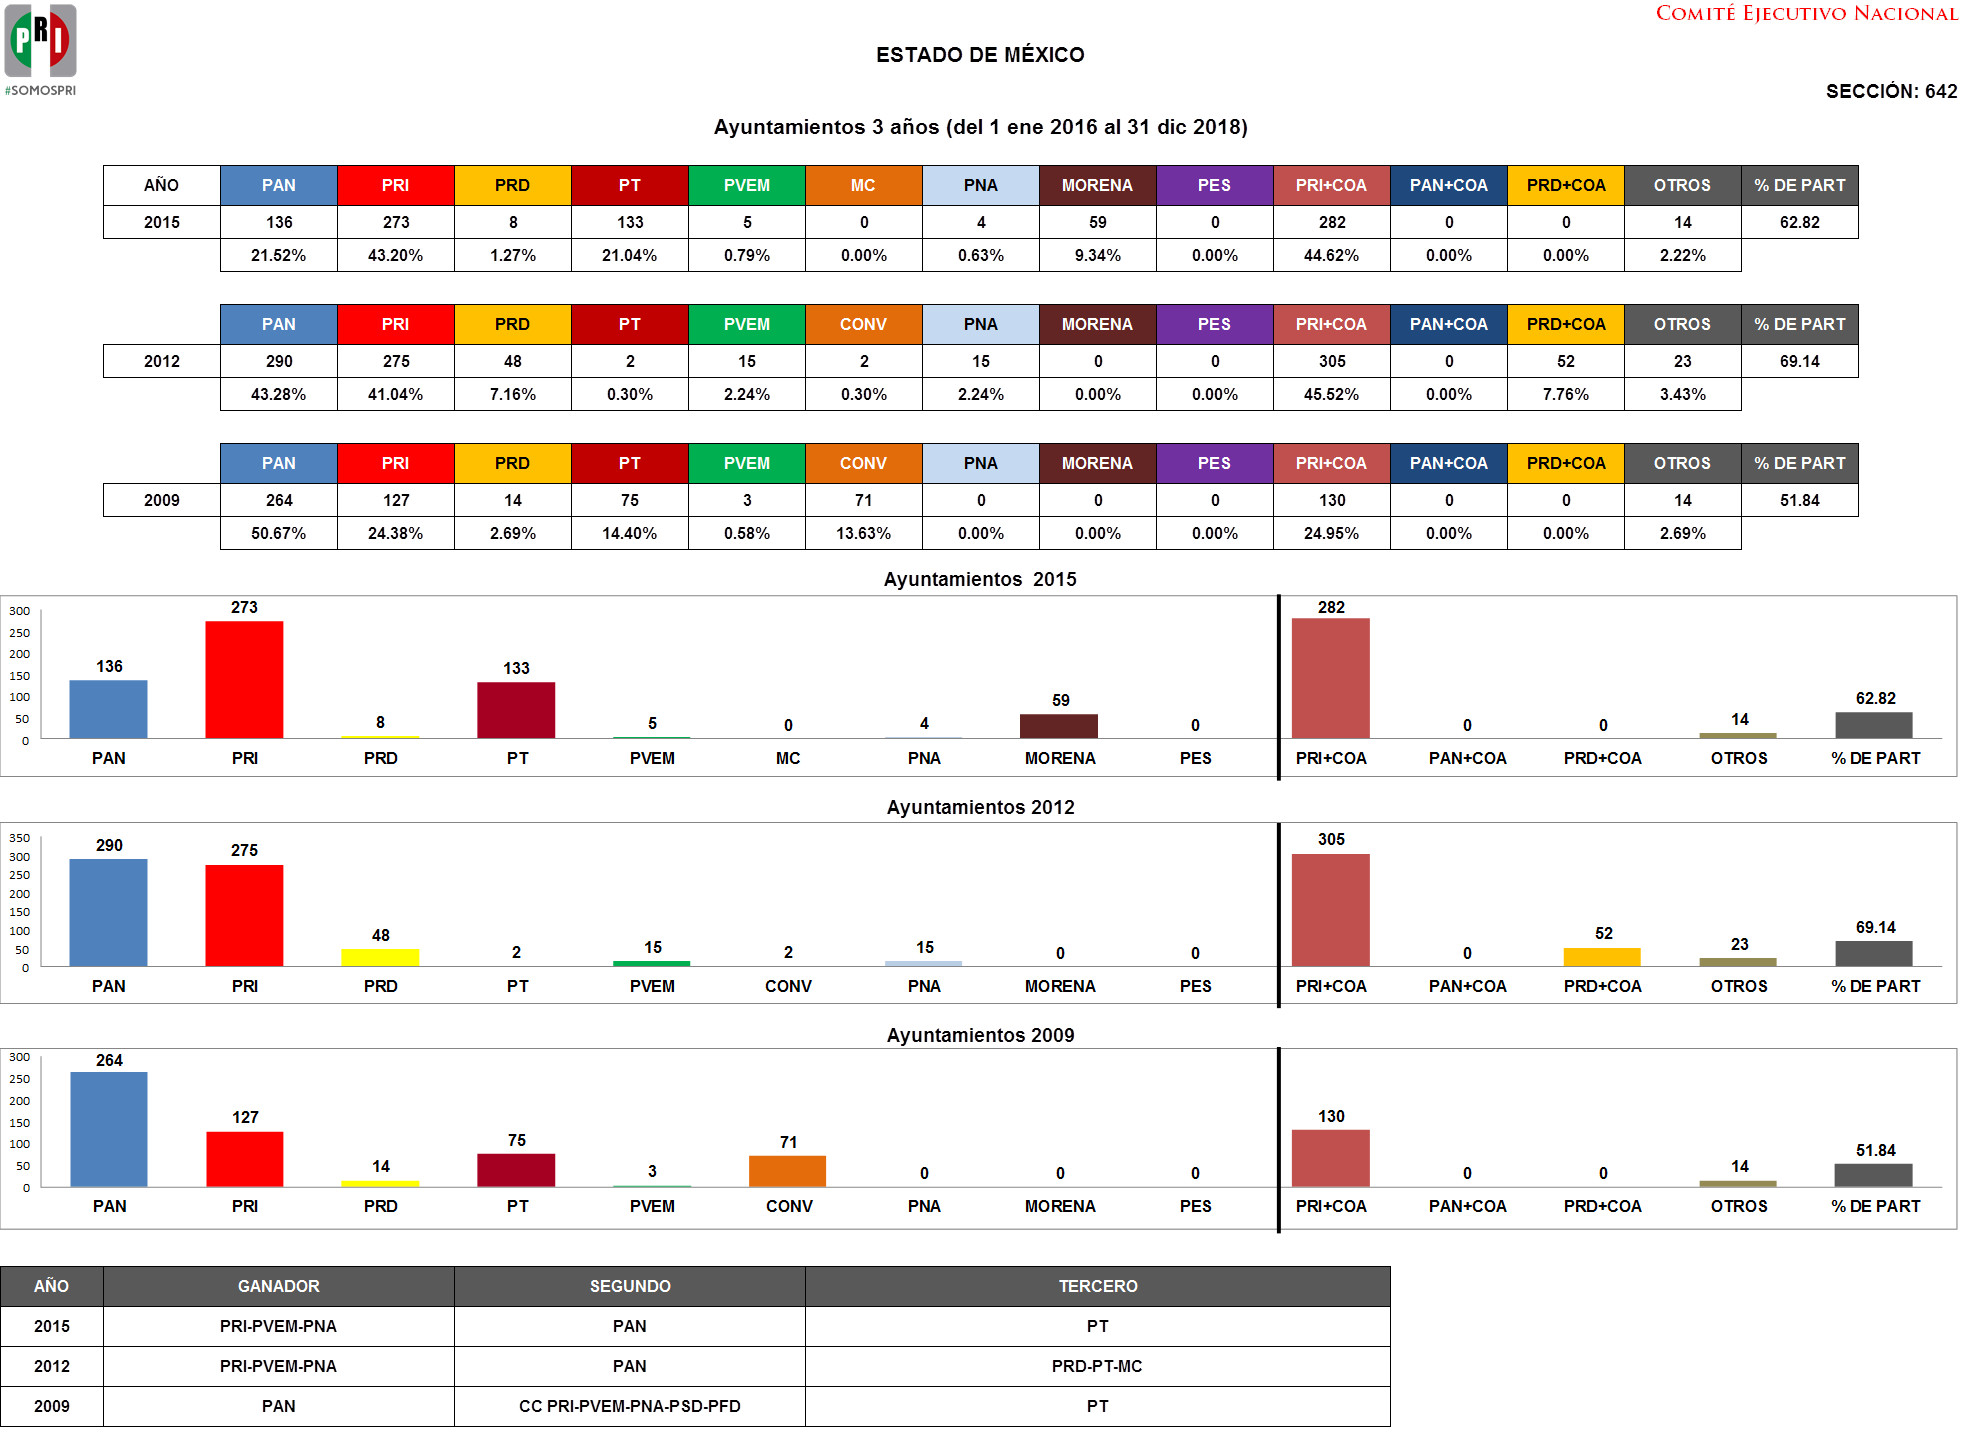 PRI
#SOMOSPRI
COMITÉ EJECUTIVO NACIONAL
ESTADO DE MÉXICO
SECCIÓN: 642
Ayuntamientos 3 años (del 1 ene 2016 al 31 dic 2018)
AÑO PAN PRI PRD PT PVEM MC PNA MORENA PES PRI+COA PAN+COA PRD+COA OTROS % DE PART
2015 136 273 8 133 5 0 4 59 0 282 0 0 14 62.82
21.52% 43.20% 1.27% 21.04% 0.79% 0.00% 0.63% 9.34% 0.00% 44.62% 0.00% 0.00% 2.22%
PAN PRI PRD PT PVEM CONV PNA MORENA PES PRI+COA PAN+COA PRD+COA OTROS % DE PART
2012 290 275 48 2 15 2 15 0 0 305 0 52 23 69.14
43.28% 41.04% 7.16% 0.30% 2.24% 0.30% 2.24% 0.00% 0.00% 45.52% 0.00% 7.76% 3.43%
PAN PRI PRD PT PVEM CONV PNA MORENA PES PRI+COA PAN+COA PRD+COA OTROS % DE PART
2009 264 127 14 75 3 71 0 0 0 130 0 0 14 51.84
50.67% 24.38% 2.69% 14.40% 0.58% 13.63% 0.00% 0.00% 0.00% 24.95% 0.00% 0.00% 2.69%
Ayuntamientos 2015
300
250
200
150
100
50
0
136 273 8 133 5 0 4 59 0 282 0 0 14 62.82
PAN PRI PRD PT PVEM MC PNA MORENA PES PRI+COA PAN+COA PRD+COA OTROS % DE PART
Ayuntamientos 2012
350
300
250
200
150
100
50
0
290 275 48 2 15 2 15 0 0 305 0 52 23 69.14
PAN PRI PRD PT PVEM CONV PNA MORENA PES PRI+COA PAN+COA PRD+COA OTROS % DE PART
Ayuntamientos 2009
300
250
200
150
100
50
0
264 127 14 75 3 71 0 0 0 130 0 0 14 51.84
PAN PRI PRD PT PVEM CONV PNA MORENA PES PRI+COA PAN+COA PRD+COA OTROS % DE PART
AÑO GANADOR SEGUNDO TERCERO
2015 PRI-PVEM-PNA PAN PT
2012 PRI-PVEM-PNA PAN PRD-PT-MC
2009 PAN CC PRI-PVEM-PNA-PSD-PFD PT